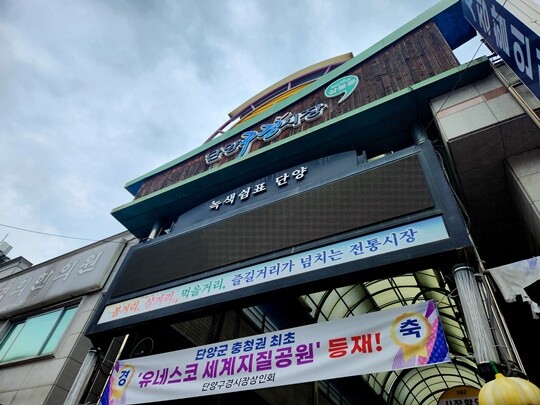 단양구경시장
녹색쉼표 단양
볼거리, 살거리, 먹을거리, 즐길거리가 넘치는 전통시장
단양군 충청권 최초
경 '유네스코 세계지질공원' 등재! 축
단양구경시장상인회
한의원